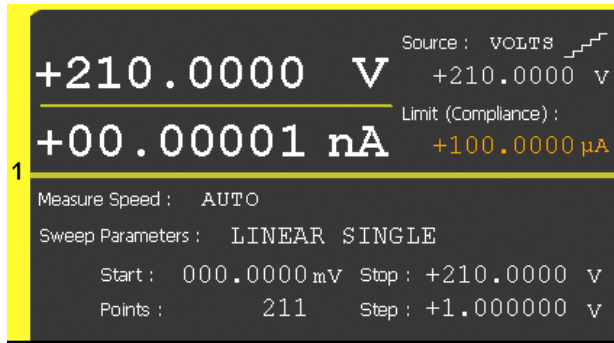 Source : VOLTS
+210.0000 V
+210.0000 V
Limit (Compliance) :
+00.00001 nA
+100.0000 µA
1
Measure Speed : AUTO
Sweep Parameters : LINEAR SINGLE
Start : 000.0000 mV Stop : +210.0000 V
Points : 211 Step : +1.000000 V